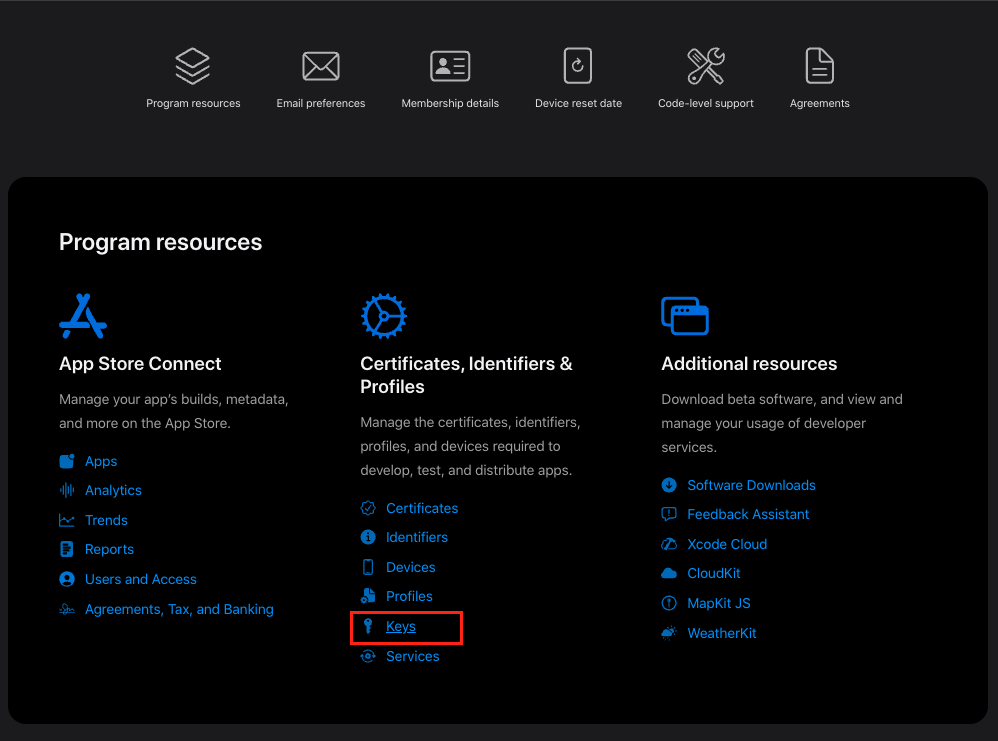 Program resources
Email preferences
Membership details
Device reset date
Code-level support
Agreements
Program resources
App Store Connect
Manage your app's builds, metadata,
and more on the App Store.
Apps
Analytics
Trends
Reports
Users and Access
Agreements, Tax, and Banking
Certificates, Identifiers &
Profiles
Manage the certificates, identifiers,
profiles, and devices required to
develop, test, and distribute apps.
Certificates
Identifiers
Devices
Profiles
Keys
Services
Additional resources
Download beta software, and view and
manage your usage of developer
services.
Software Downloads
Feedback Assistant
Xcode Cloud
CloudKit
MapKit JS
WeatherKit